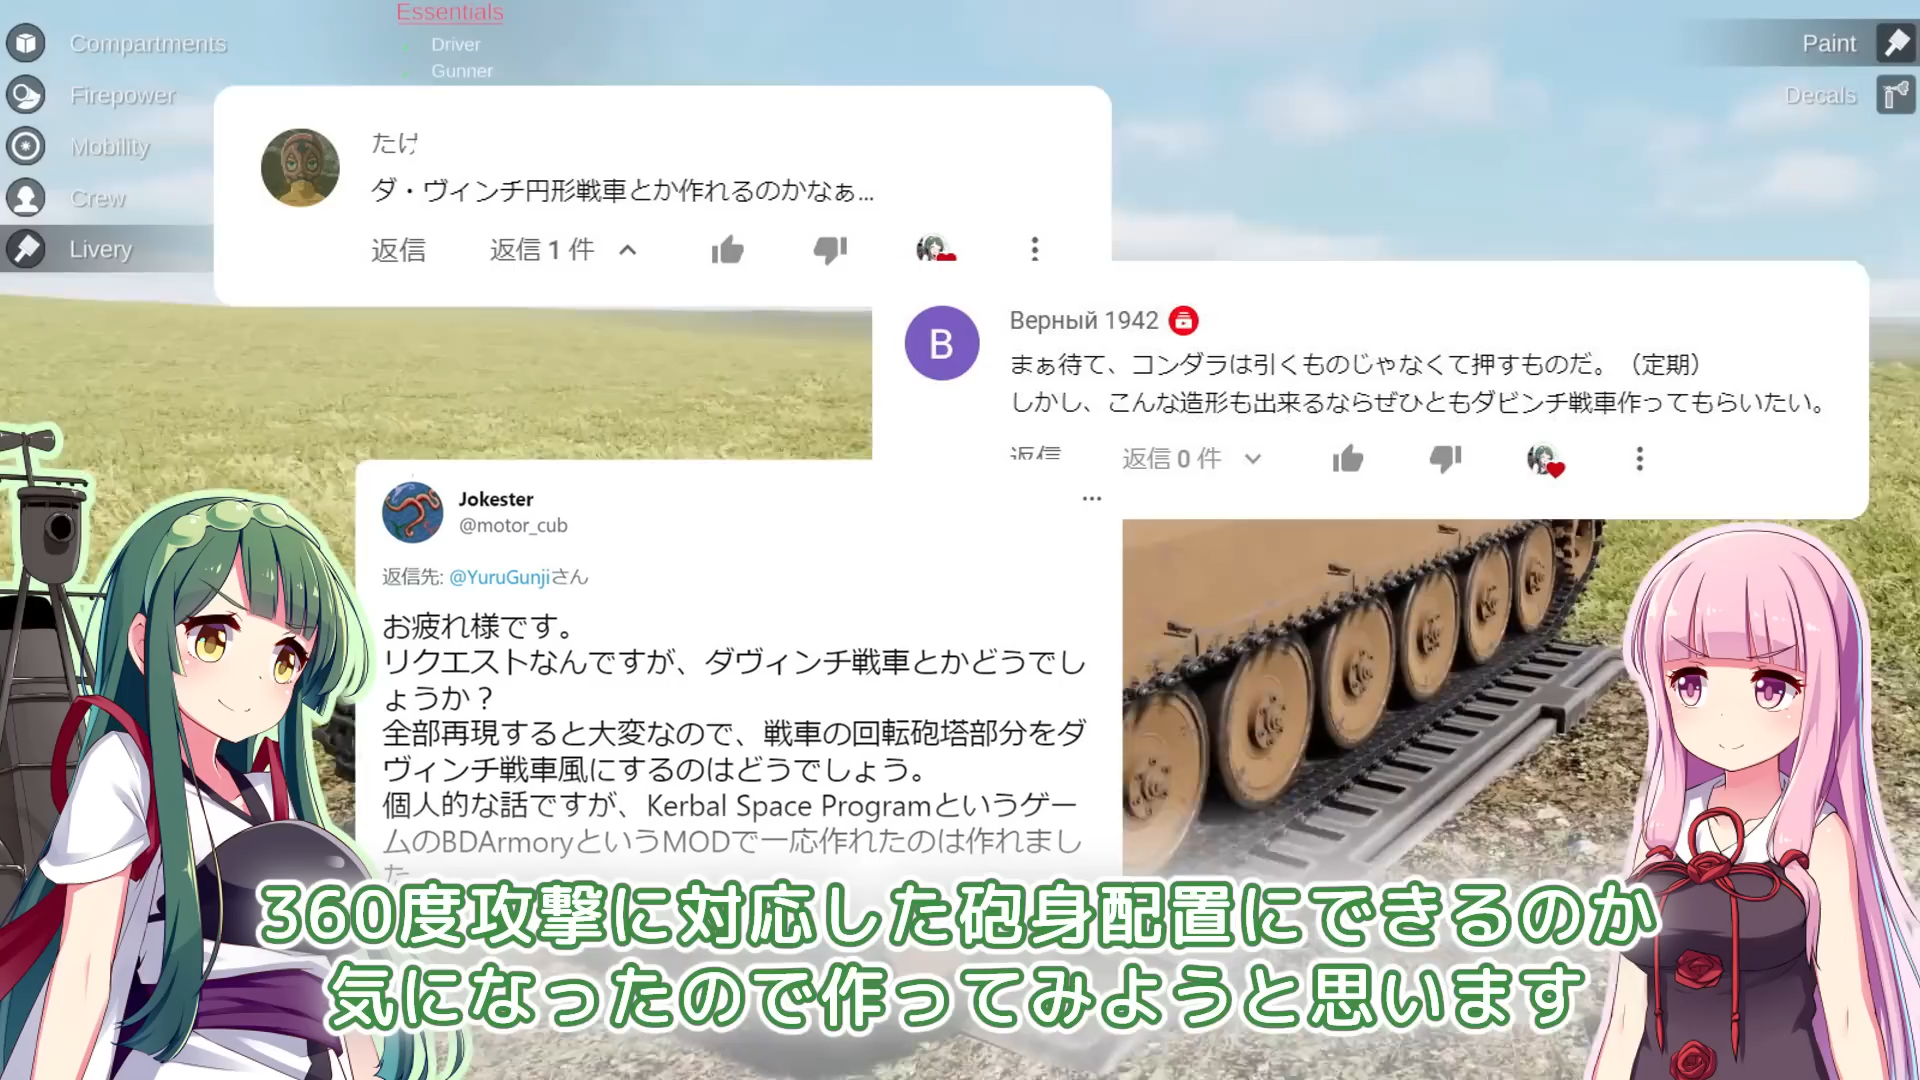 Essentials
Driver
Gunner
Compartments
Firepower
Mobility
Crew
Livery
Paint
Decals
たけ
ダ・ヴィンチ円形戦車とか作れるのかなぁ...
返信 返信 1 件
B
Верный 1942
まぁ待て、コンダラは引くものじゃなくて押すものだ。（定期）
しかし、こんな造形も出来るならぜひともダビンチ戦車作ってもらいたい。
返信 返信 0 件
Jokester
@motor_cub
返信先: @YuruGunjiさん
お疲れ様です。
リクエストなんですが、ダヴィンチ戦車とかどうでし
ょうか？
全部再現すると大変なので、戦車の回転砲塔部分をダ
ヴィンチ戦車風にするのはどうでしょう。
個人的な話ですが、Kerbal Space Programというゲー
ムのBDArmoryというMODで一応作れたのは作れまし
た
360度攻撃に対応した砲身配置にできるのか
気になったので作ってみようと思います